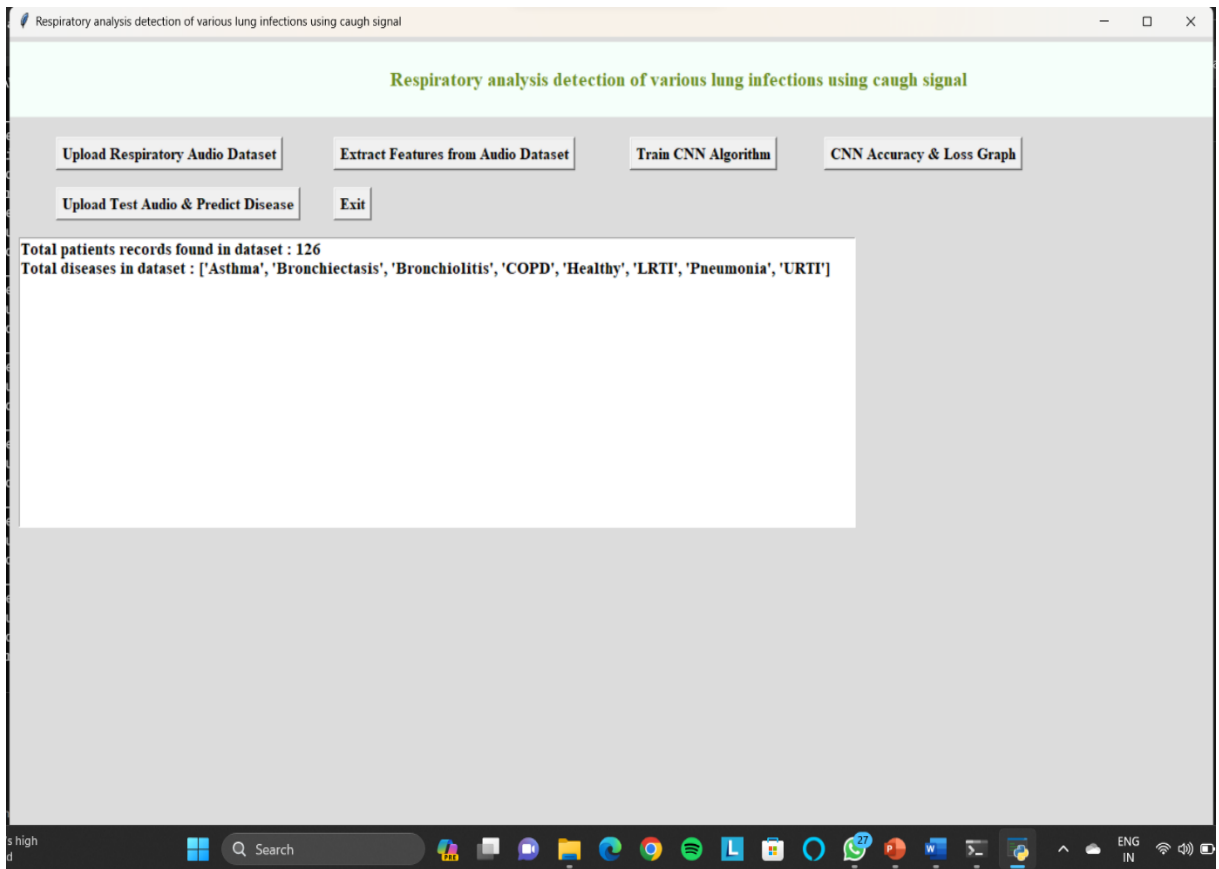 Respiratory analysis detection of various lung infections using caugh signal
Respiratory analysis detection of various lung infections using caugh signal
Upload Respiratory Audio Dataset
Extract Features from Audio Dataset
Train CNN Algorithm
CNN Accuracy & Loss Graph
Upload Test Audio & Predict Disease
Exit
Total patients records found in dataset : 126
Total diseases in dataset : ['Asthma', 'Bronchiectasis', 'Bronchiolitis', 'COPD', 'Healthy', 'LRTI', 'Pneumonia', 'URTI']
's high
d
Search
PRE
L
27
P
W
ENG
IN